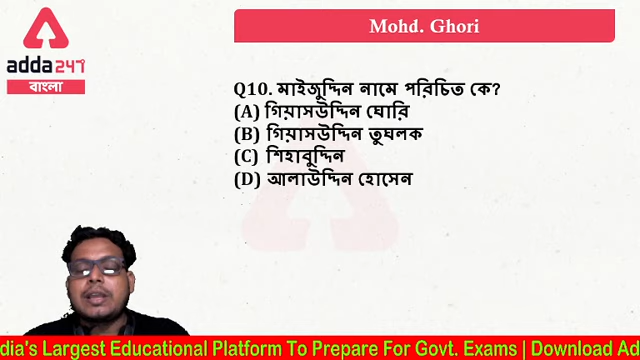 Mohd. Ghori
adda247
বাংলা
Q10. মাইজুদ্দিন নামে পরিচিত কে?
(A) গিয়াসউদ্দিন ঘোরি
(B) গিয়াসউদ্দিন তুঘলক
(C) শিহাবুদ্দিন
(D) আলাউদ্দিন হোসেন
dia's Largest Educational Platform To Prepare For Govt. Exams | Download Ad